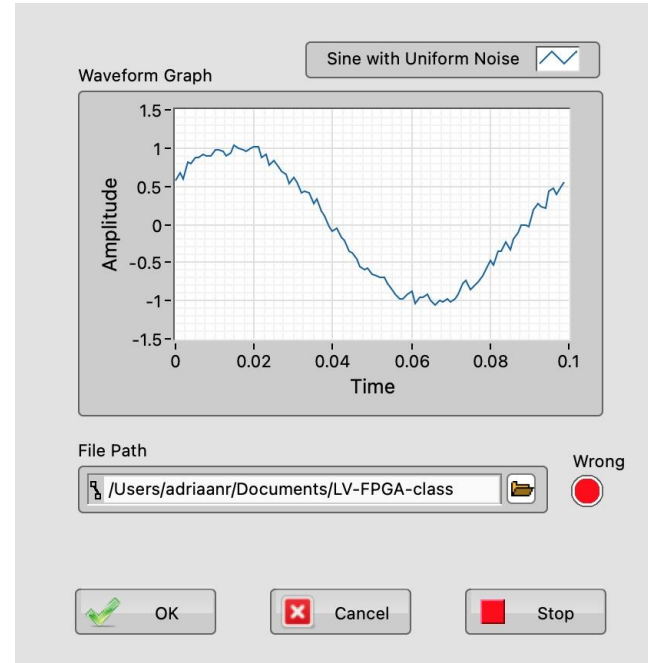 Sine with Uniform Noise
Waveform Graph
Amplitude
1.5
1
0.5
0
-0.5
-1
-1.5
0 0.02 0.04 0.06 0.08 0.1
Time
File Path
/Users/adriaanr/Documents/LV-FPGA-class
Wrong
OK Cancel Stop